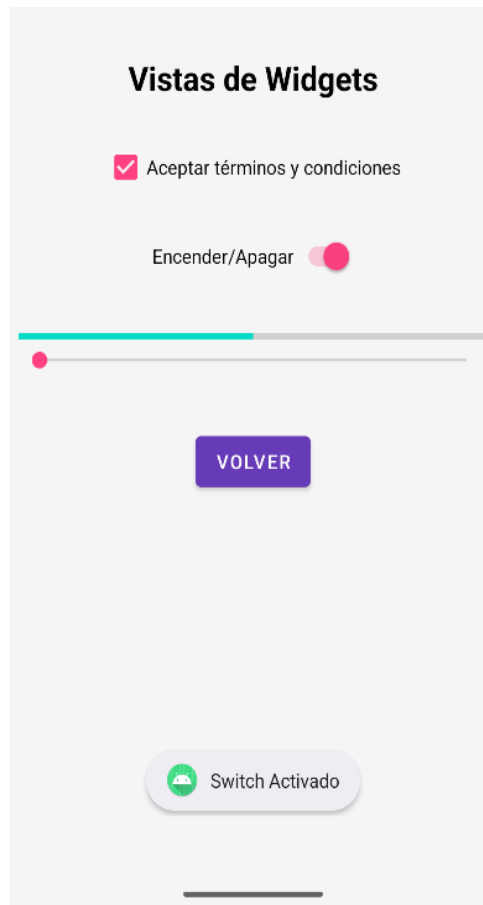 Vistas de Widgets
Aceptar términos y condiciones
Encender/Apagar
VOLVER
Switch Activado